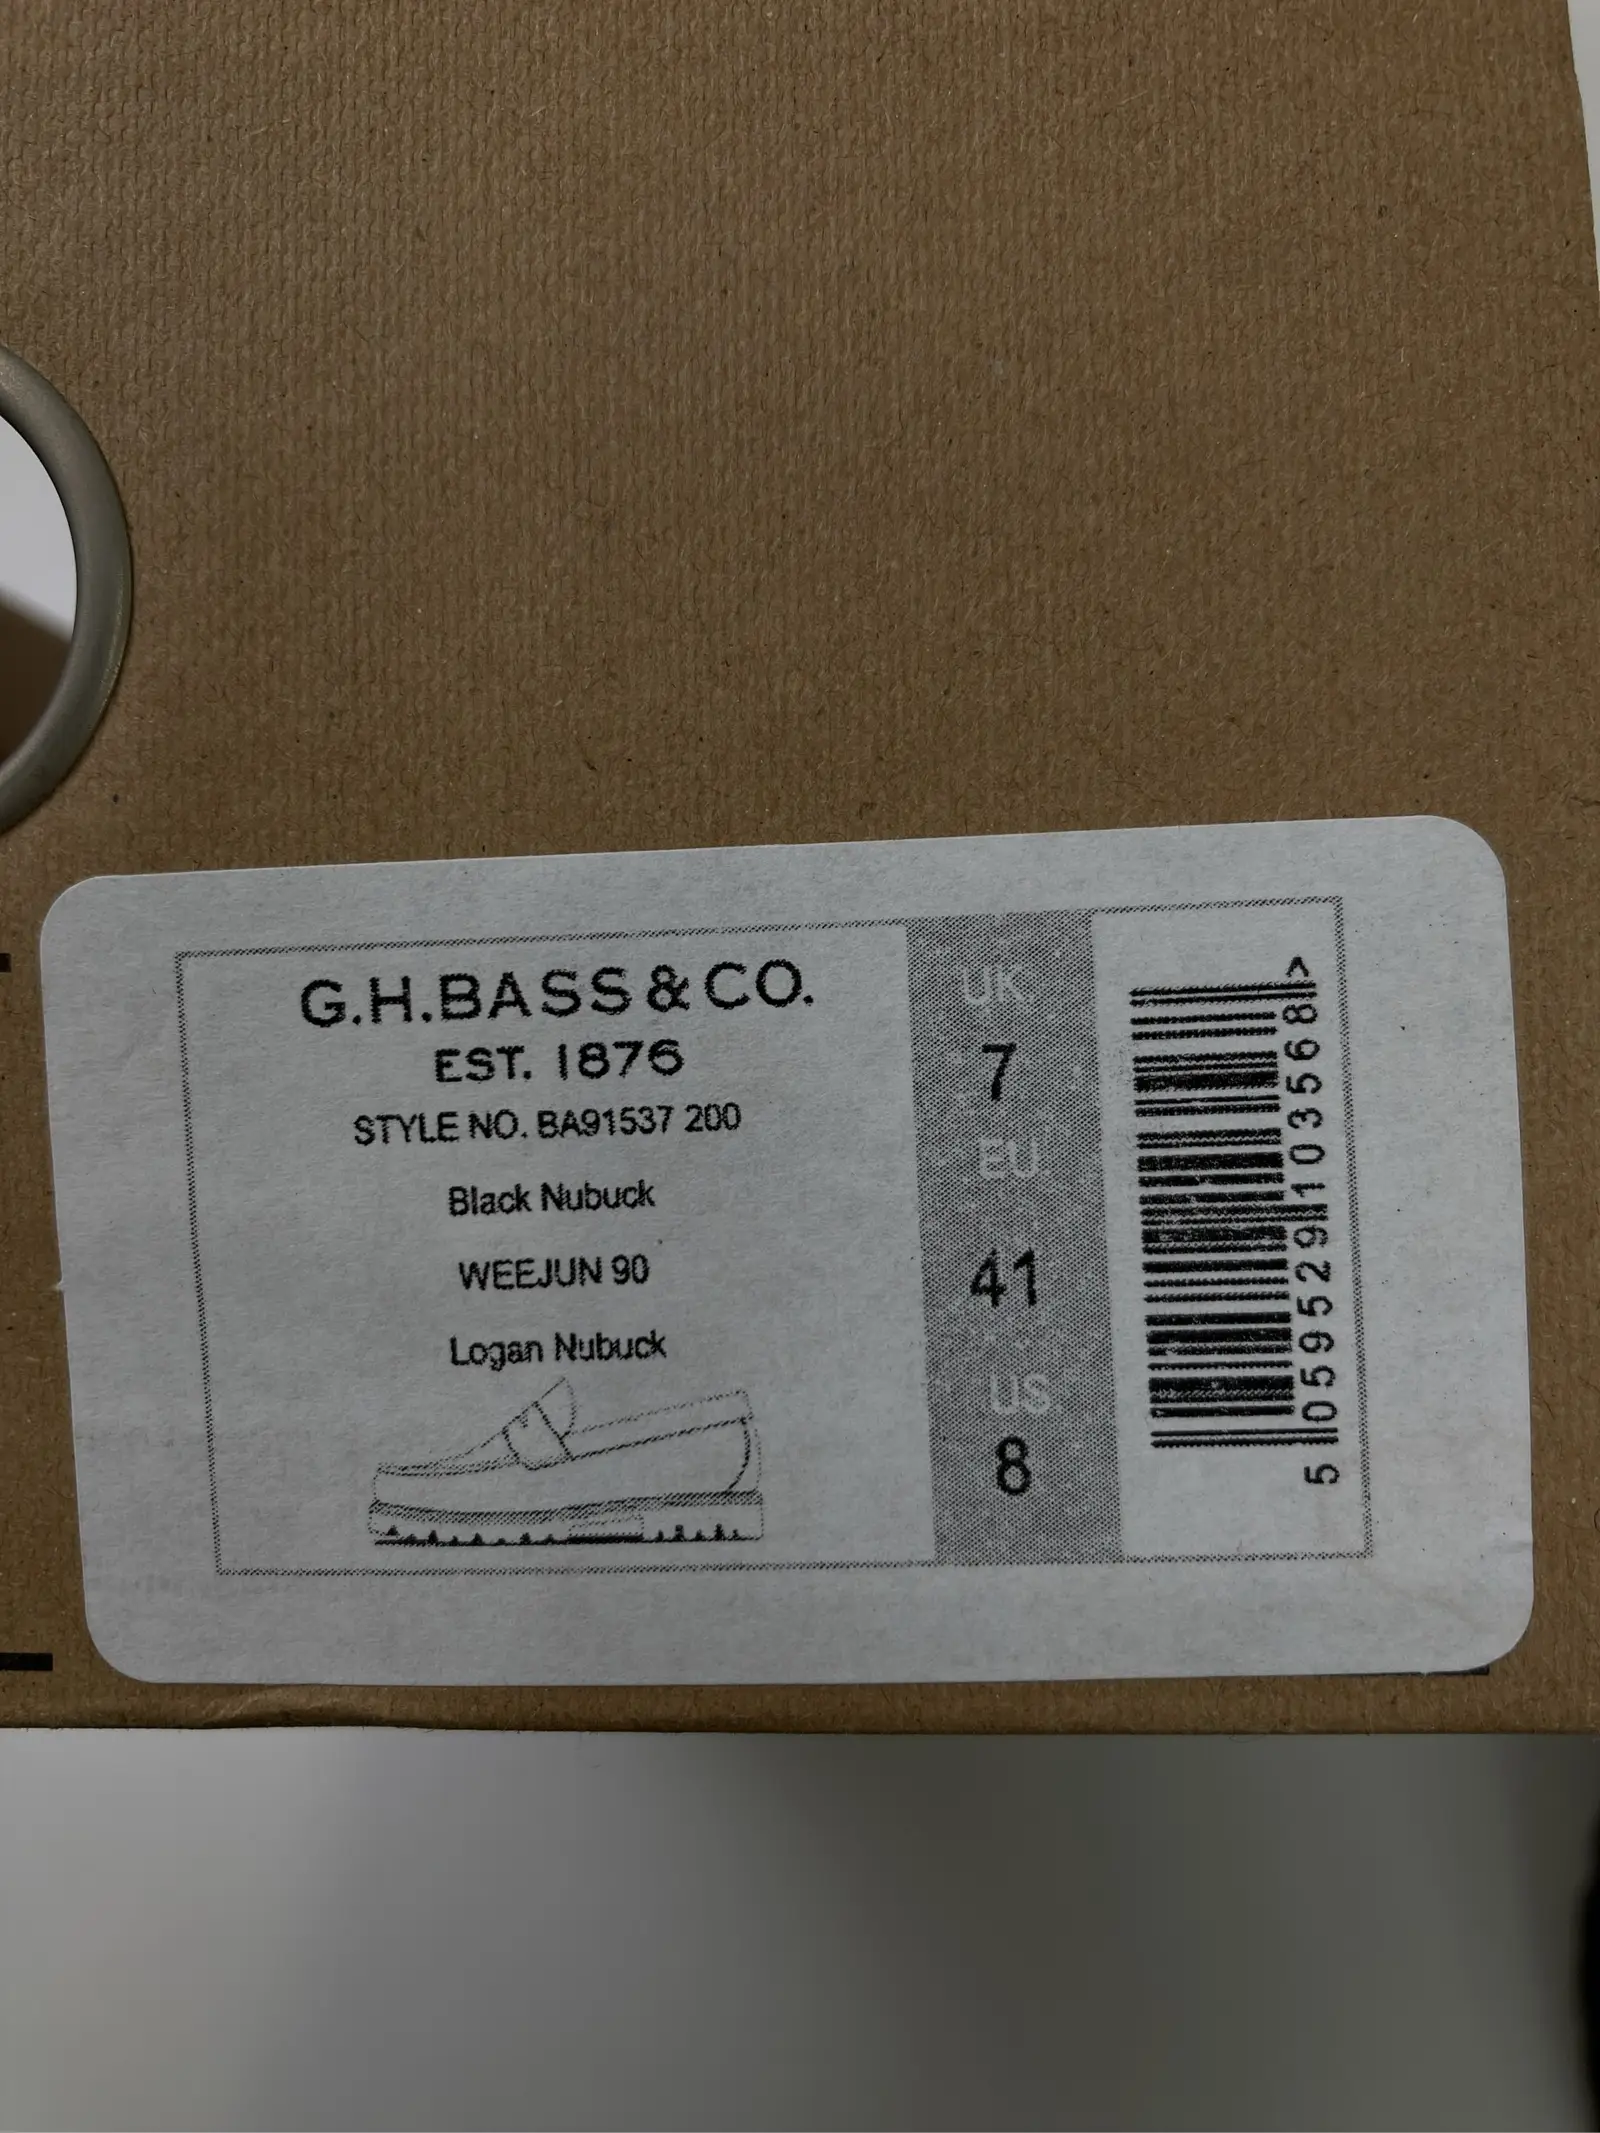 G.H.BASS & CO.
EST. 1876
STYLE NO. BA91537 200
Black Nubuck
WEEJUN 90
Logan Nubuck
UK
7
EU
41
US
8
5 059529 103568 >